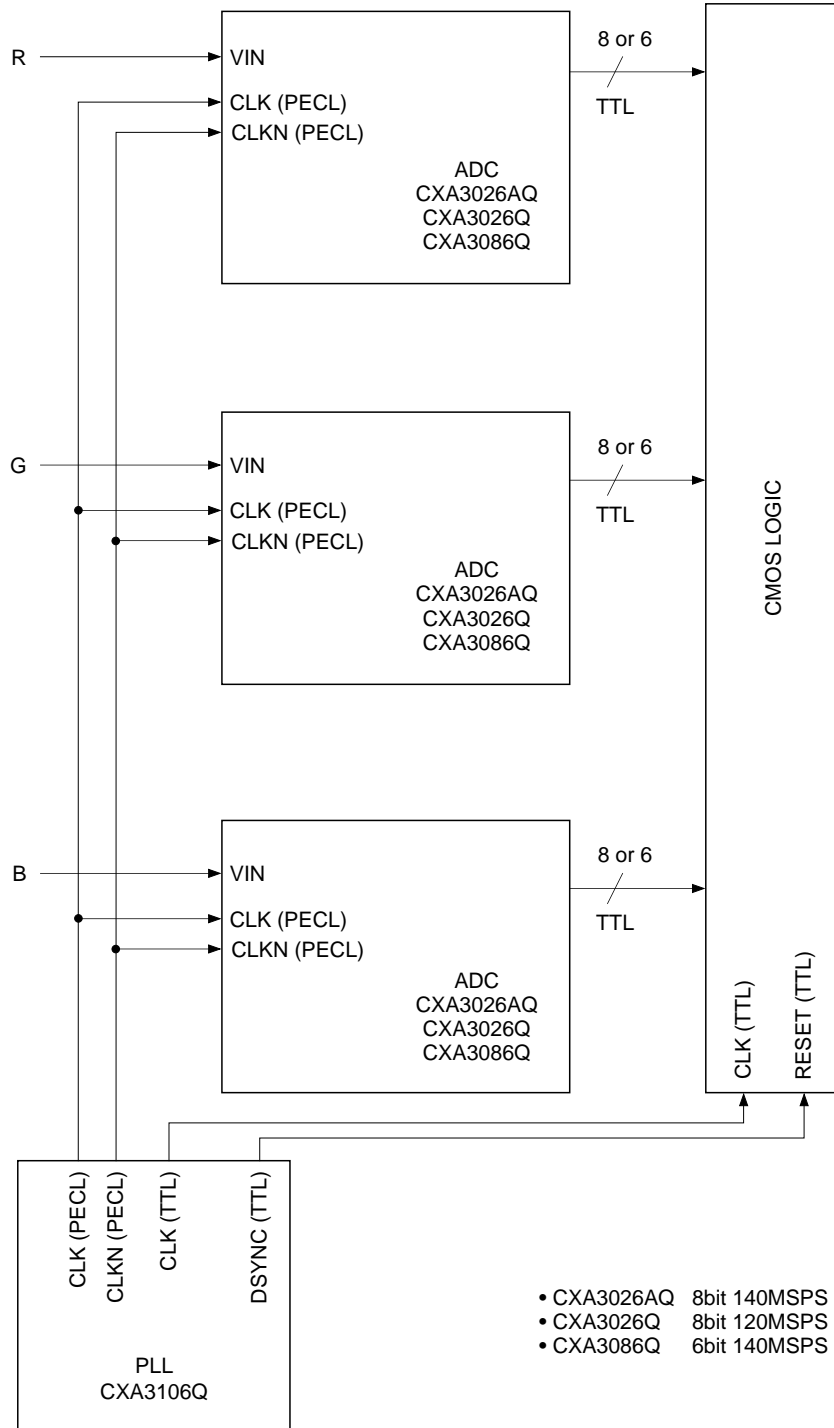 R
VIN
CLK (PECL)
CLKN (PECL)
ADC
CXA3026AQ
CXA3026Q
CXA3086Q
8 or 6
TTL
G
VIN
CLK (PECL)
CLKN (PECL)
ADC
CXA3026AQ
CXA3026Q
CXA3086Q
8 or 6
TTL
CMOS LOGIC
B
VIN
CLK (PECL)
CLKN (PECL)
ADC
CXA3026AQ
CXA3026Q
CXA3086Q
8 or 6
TTL
CLK (TTL)
RESET (TTL)
CLK (PECL)
CLKN (PECL)
CLK (TTL)
DSYNC (TTL)
PLL
CXA3106Q
• CXA3026AQ 8bit 140MSPS
• CXA3026Q 8bit 120MSPS
• CXA3086Q 6bit 140MSPS